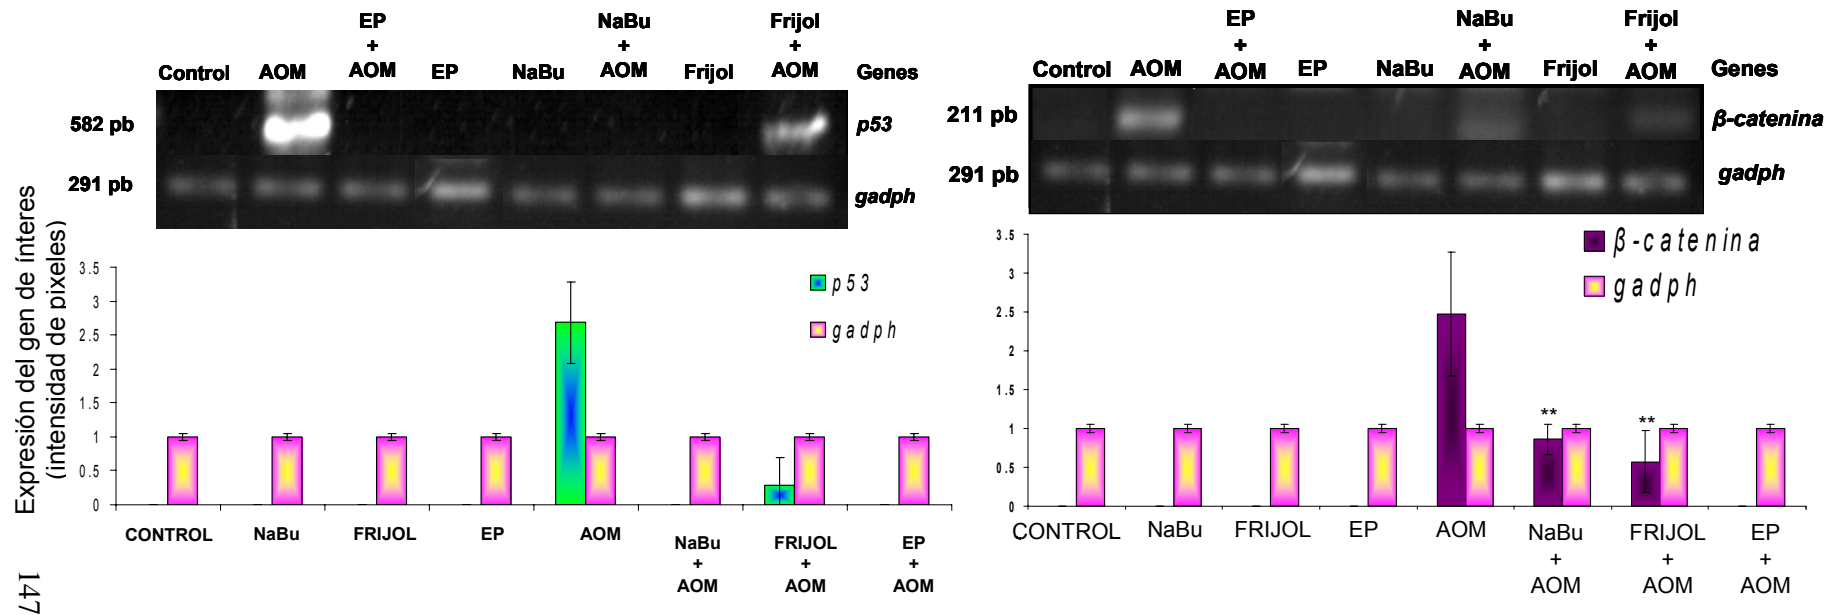 EP
+
AOM
NaBu
+
AOM
Frijol
+
AOM
Control AOM EP NaBu Frijol Genes
582 pb
p53
291 pb
gadph
EP
+
AOM
NaBu
+
AOM
Frijol
+
AOM
Control AOM EP NaBu Frijol Genes
211 pb
β-catenina
291 pb
gadph
Expresión del gen de ínteres
(intensidad de pixeles)
3.5
3
2.5
2
1.5
1
0.5
0
p53
gadph
CONTROL NaBu FRIJOL EP AOM
NaBu
+
AOM
FRIJOL
+
AOM
EP
+
AOM
3.5
3
2.5
2
1.5
1
0.5
0
β-catenina
gadph
**
**
CONTROL NaBu FRIJOL EP AOM
NaBu
+
AOM
FRIJOL
+
AOM
EP
+
AOM
147